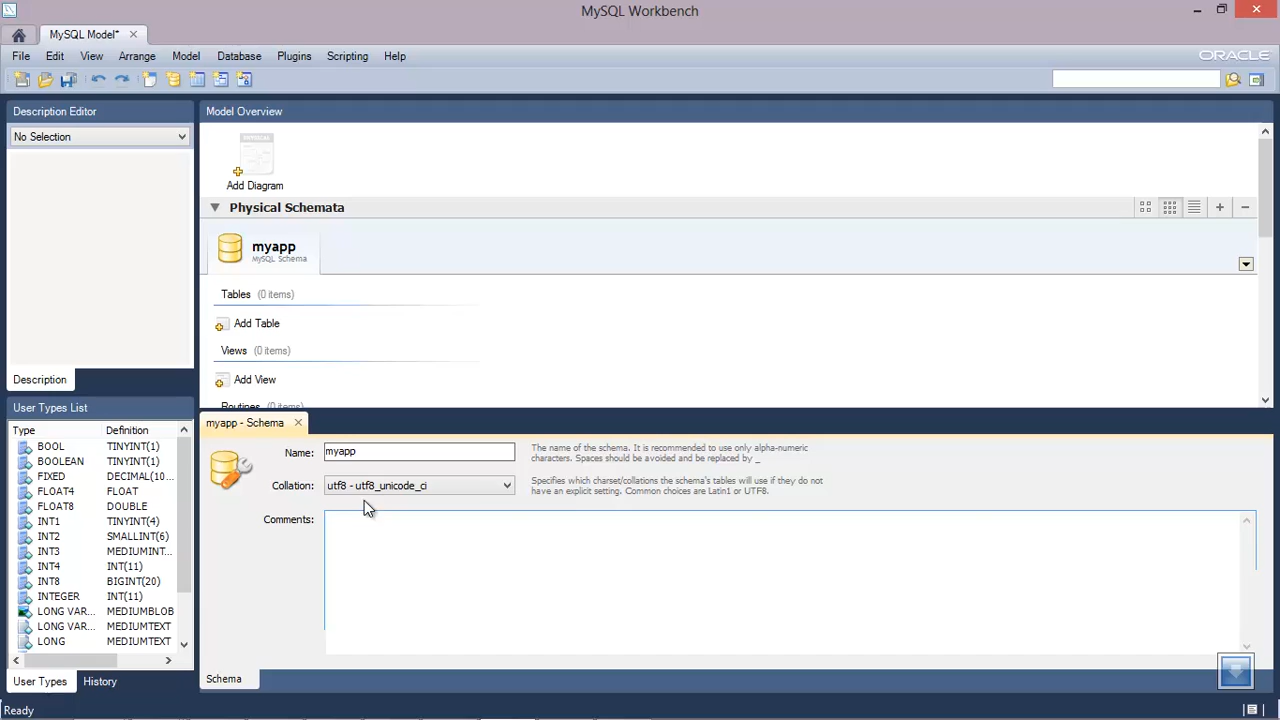 MySQL Workbench
MySQL Model*
File Edit View Arrange Model Database Plugins Scripting Help
ORACLE
Description Editor
No Selection
Description
User Types List
Type Definition
BOOL TINYINT(1)
BOOLEAN TINYINT(1)
FIXED DECIMAL(10...
FLOAT4 FLOAT
FLOAT8 DOUBLE
INT1 TINYINT(4)
INT2 SMALLINT(6)
INT3 MEDIUMINT...
INT4 INT(11)
INT8 BIGINT(20)
INTEGER INT(11)
LONG VAR... MEDIUMBLOB
LONG VAR... MEDIUMTEXT
LONG MEDIUMTEXT
User Types History
Model Overview
PHYSICAL
Add Diagram
Physical Schemata
myapp
MySQL Schema
Tables (0 items)
Add Table
Views (0 items)
Add View
Routines (0 items)
myapp - Schema
Name: myapp
The name of the schema. It is recommended to use only alpha-numeric
characters. Spaces should be avoided and be replaced by _
Collation: utf8 - utf8_unicode_ci
Specifies which charset/collations the schema's tables will use if they do not
have an explicit setting. Common choices are Latin1 or UTF8.
Comments:
Schema
Ready